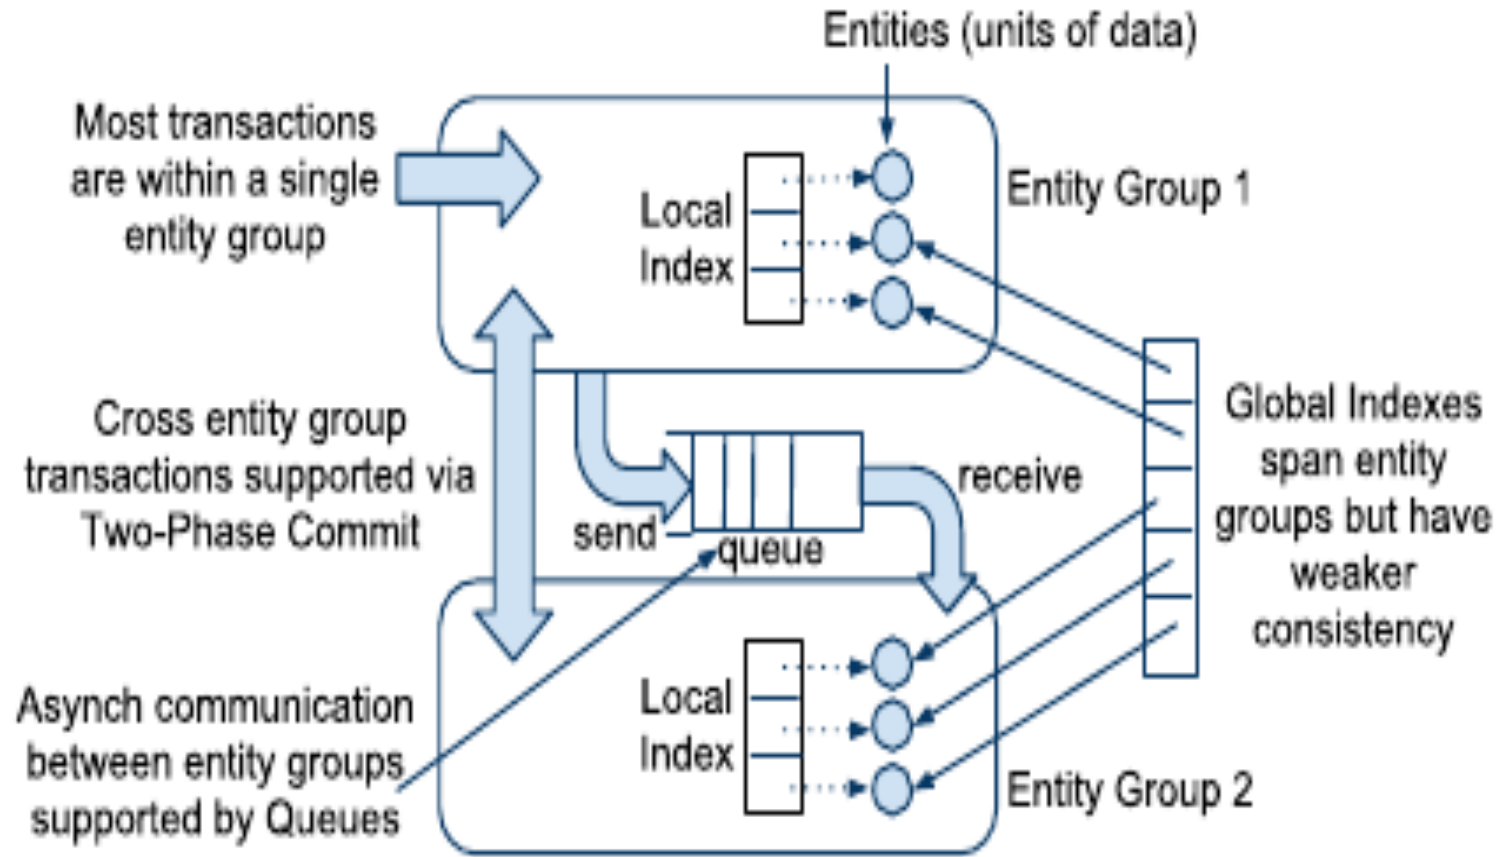 Entities (units of data)
Most transactions
are within a single
entity group
Local
Index
Entity Group 1
Cross entity group
transactions supported via
Two-Phase Commit
send
queue
receive
Global Indexes
span entity
groups but have
weaker
consistency
Asynch communication
between entity groups
supported by Queues
Local
Index
Entity Group 2